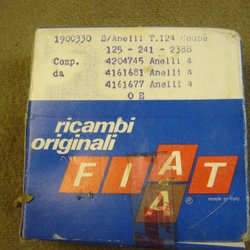 1900330 S/Anelli T.124 Coupé
125 - 241 - 238B
Comp. 4204745 Anelli 4
da 4161681 Anelli 4
4161677 Anelli 4
O E
ricambi
originali
FIAT
A ®
made in Italy